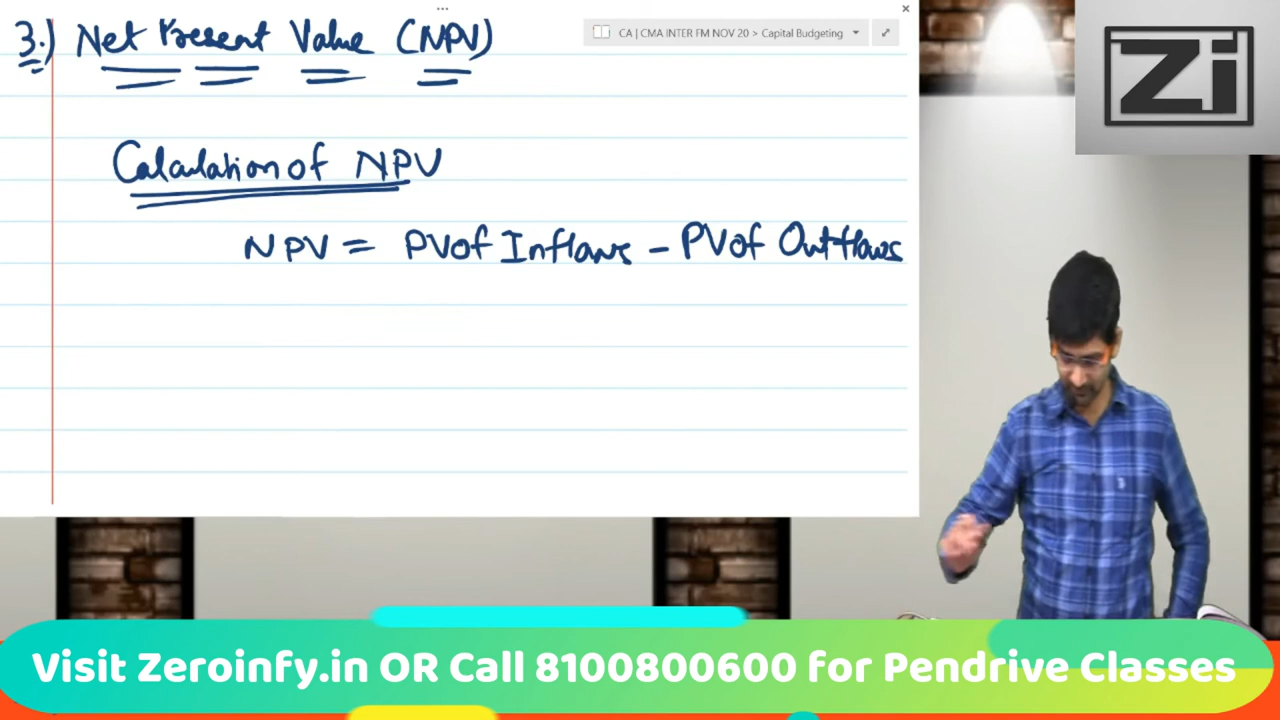 3.) Net Present Value (NPV)
CA | CMA INTER FM NOV 20 > Capital Budgeting
Zi
Calculation of NPV
NPV = PV of Inflows - PV of Outflows
Visit Zeroinfy.in OR Call 8100800600 for Pendrive Classes